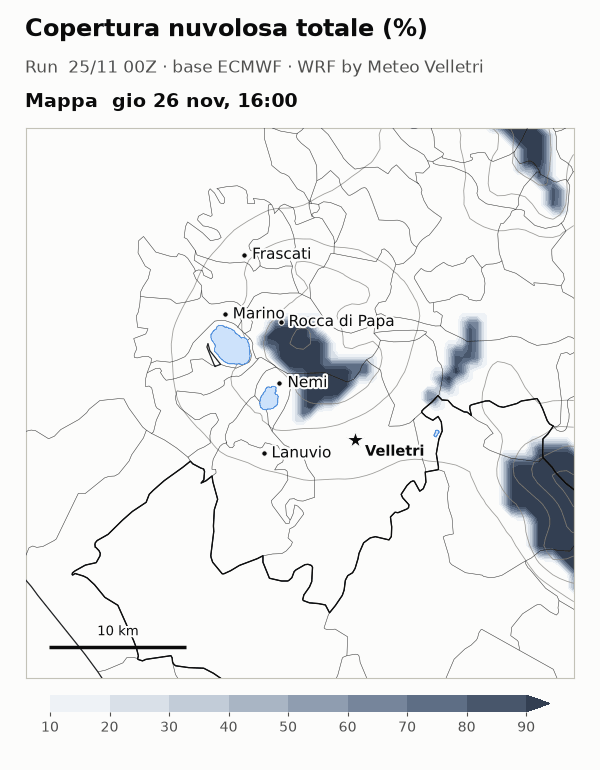 Copertura nuvolosa totale (%)
Run  25/11 00Z · base ECMWF · WRF by Meteo Velletri
Mappa  gio 26 nov, 16:00
Frascati
Marino
Rocca di Papa
Nemi
Velletri
Lanuvio
10 km
10 20 30 40 50 60 70 80 90